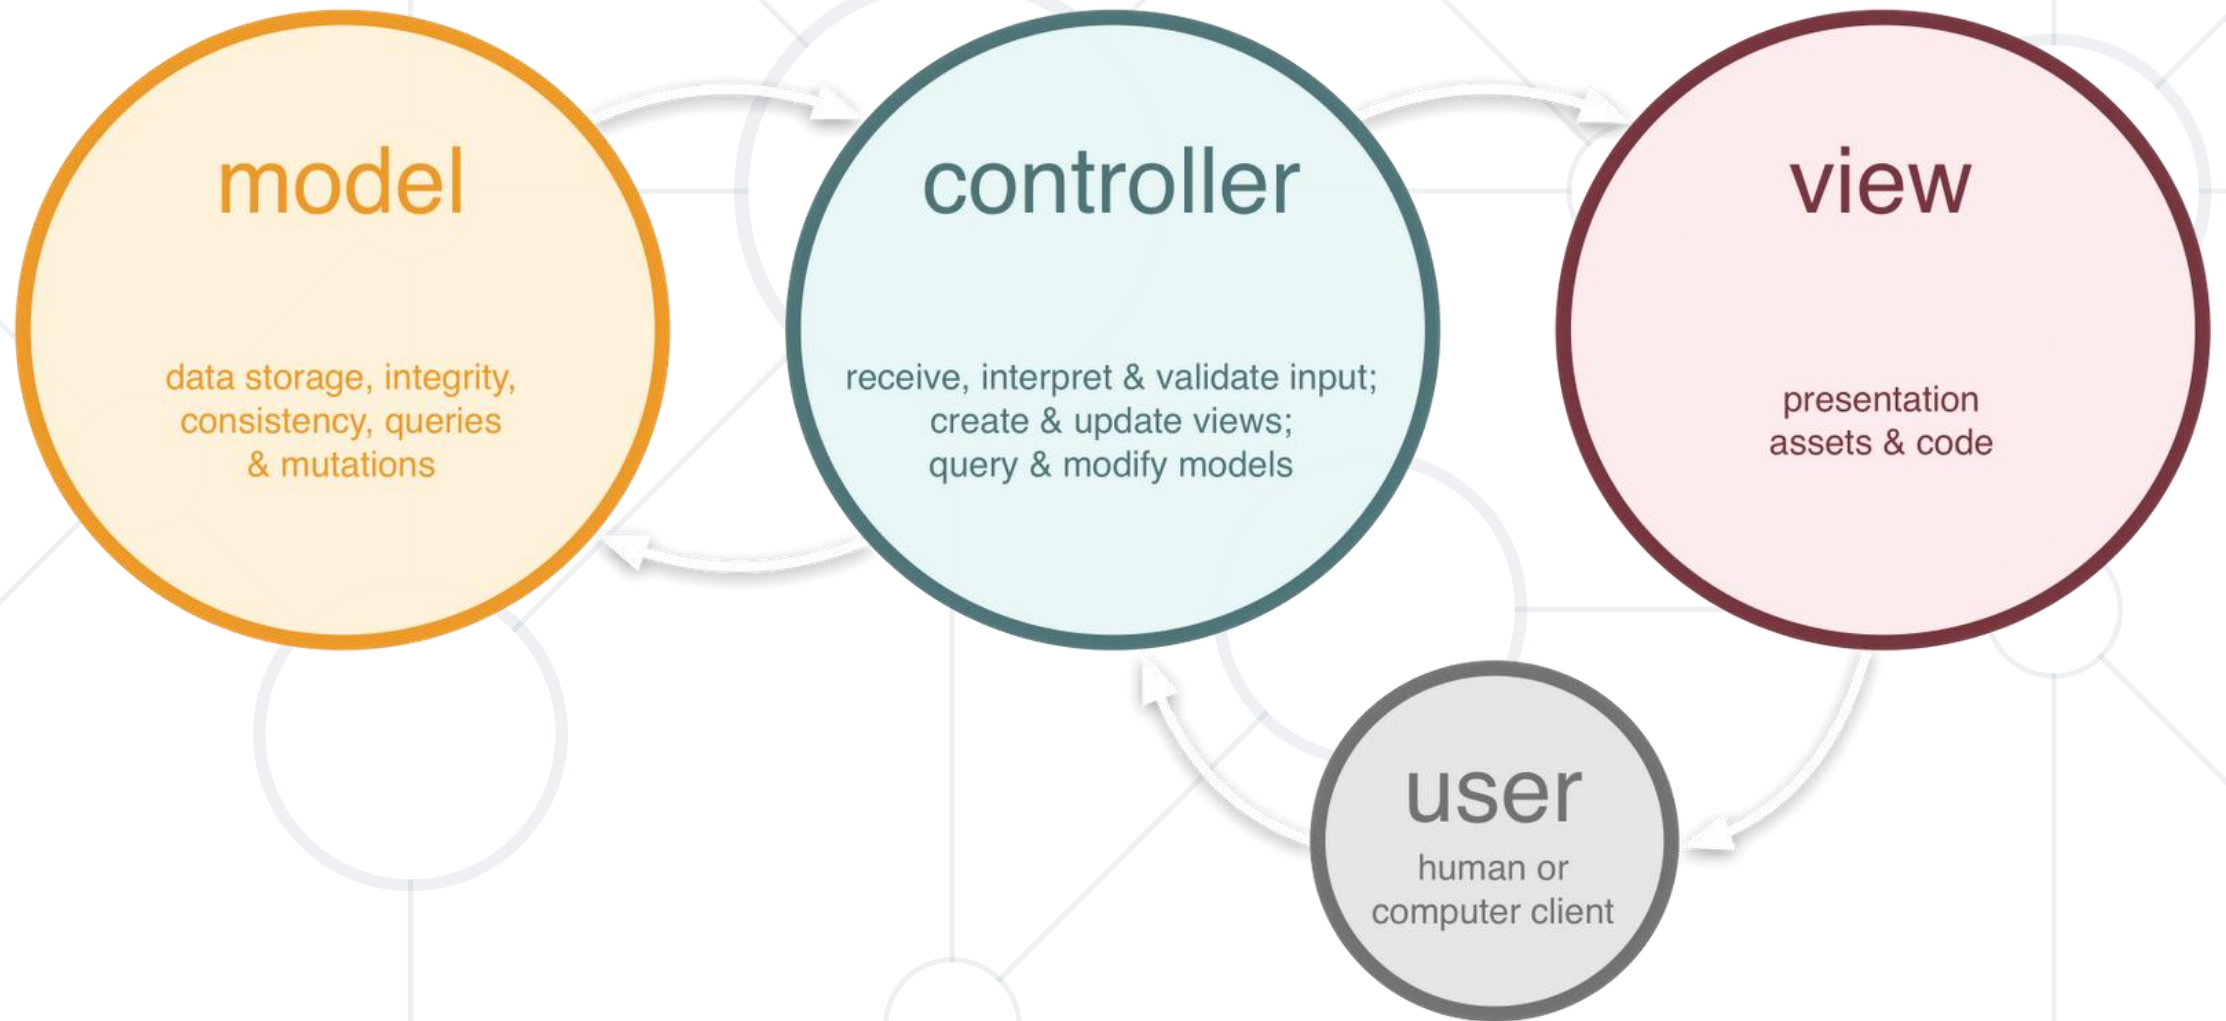 model
data storage, integrity,
consistency, queries
& mutations
controller
receive, interpret & validate input;
create & update views;
query & modify models
view
presentation
assets & code
user
human or
computer client